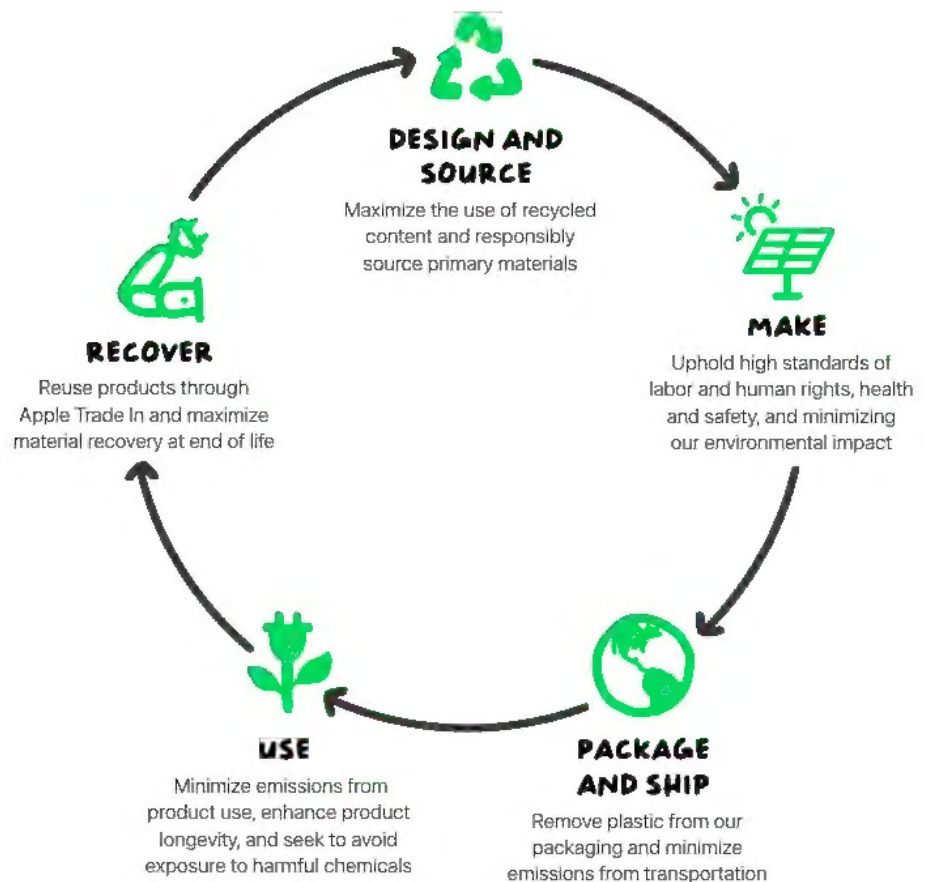 DESIGN AND
SOURCE
Maximize the use of recycled
content and responsibly
source primary materials
MAKE
Uphold high standards of
labor and human rights, health
and safety, and minimizing
our environmental impact
PACKAGE
AND SHIP
Remove plastic from our
packaging and minimize
emissions from transportation
USE
Minimize emissions from
product use, enhance product
longevity, and seek to avoid
exposure to harmful chemicals
RECOVER
Reuse products through
Apple Trade In and maximize
material recovery at end of life